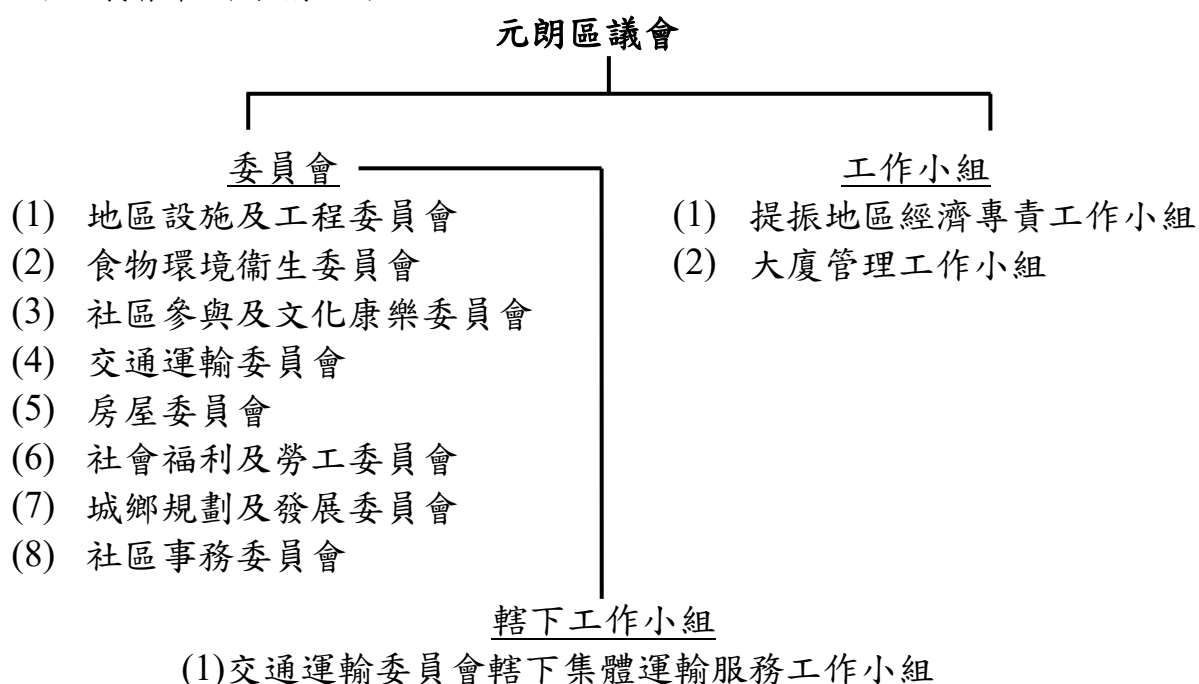 元朗區議會
委員會
(1) 地區設施及工程委員會
(2) 食物環境衞生委員會
(3) 社區參與及文化康樂委員會
(4) 交通運輸委員會
(5) 房屋委員會
(6) 社會福利及勞工委員會
(7) 城鄉規劃及發展委員會
(8) 社區事務委員會
工作小組
(1) 提振地區經濟專責工作小組
(2) 大廈管理工作小組
轄下工作小組
(1)交通運輸委員會轄下集體運輸服務工作小組